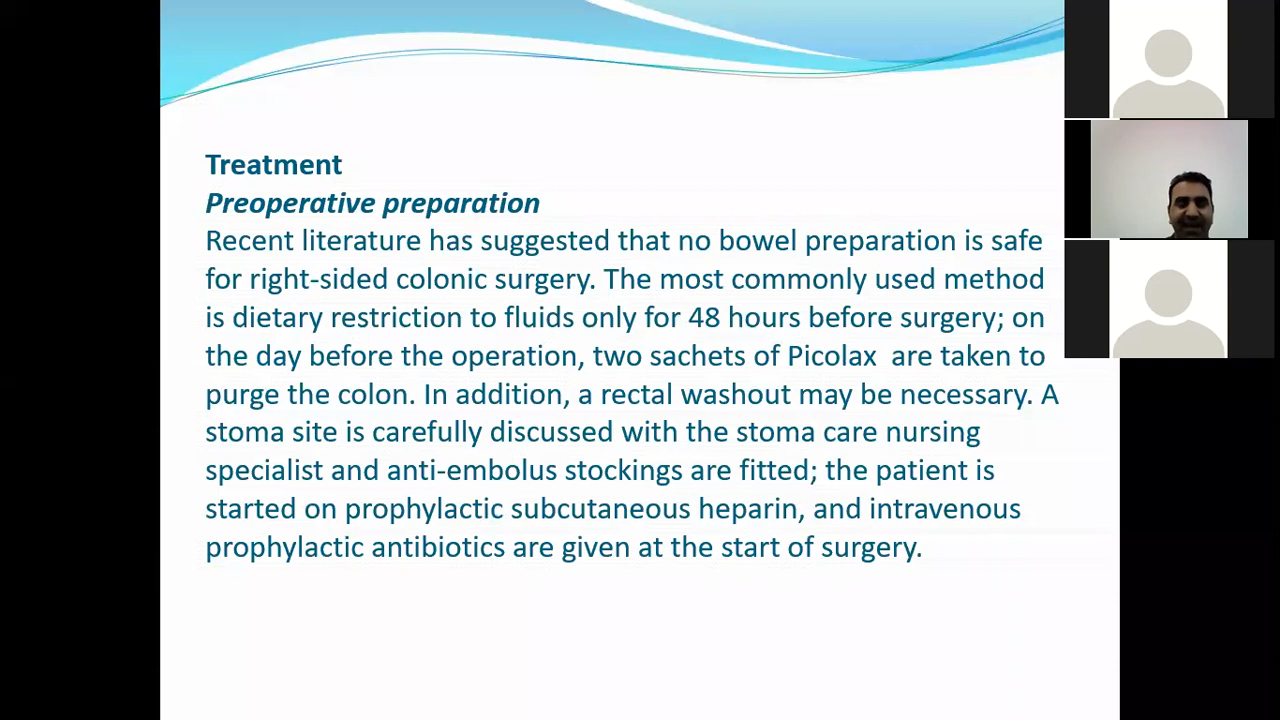 Treatment
Preoperative preparation
Recent literature has suggested that no bowel preparation is safe
for right-sided colonic surgery. The most commonly used method
is dietary restriction to fluids only for 48 hours before surgery; on
the day before the operation, two sachets of Picolax are taken to
purge the colon. In addition, a rectal washout may be necessary. A
stoma site is carefully discussed with the stoma care nursing
specialist and anti-embolus stockings are fitted; the patient is
started on prophylactic subcutaneous heparin, and intravenous
prophylactic antibiotics are given at the start of surgery.